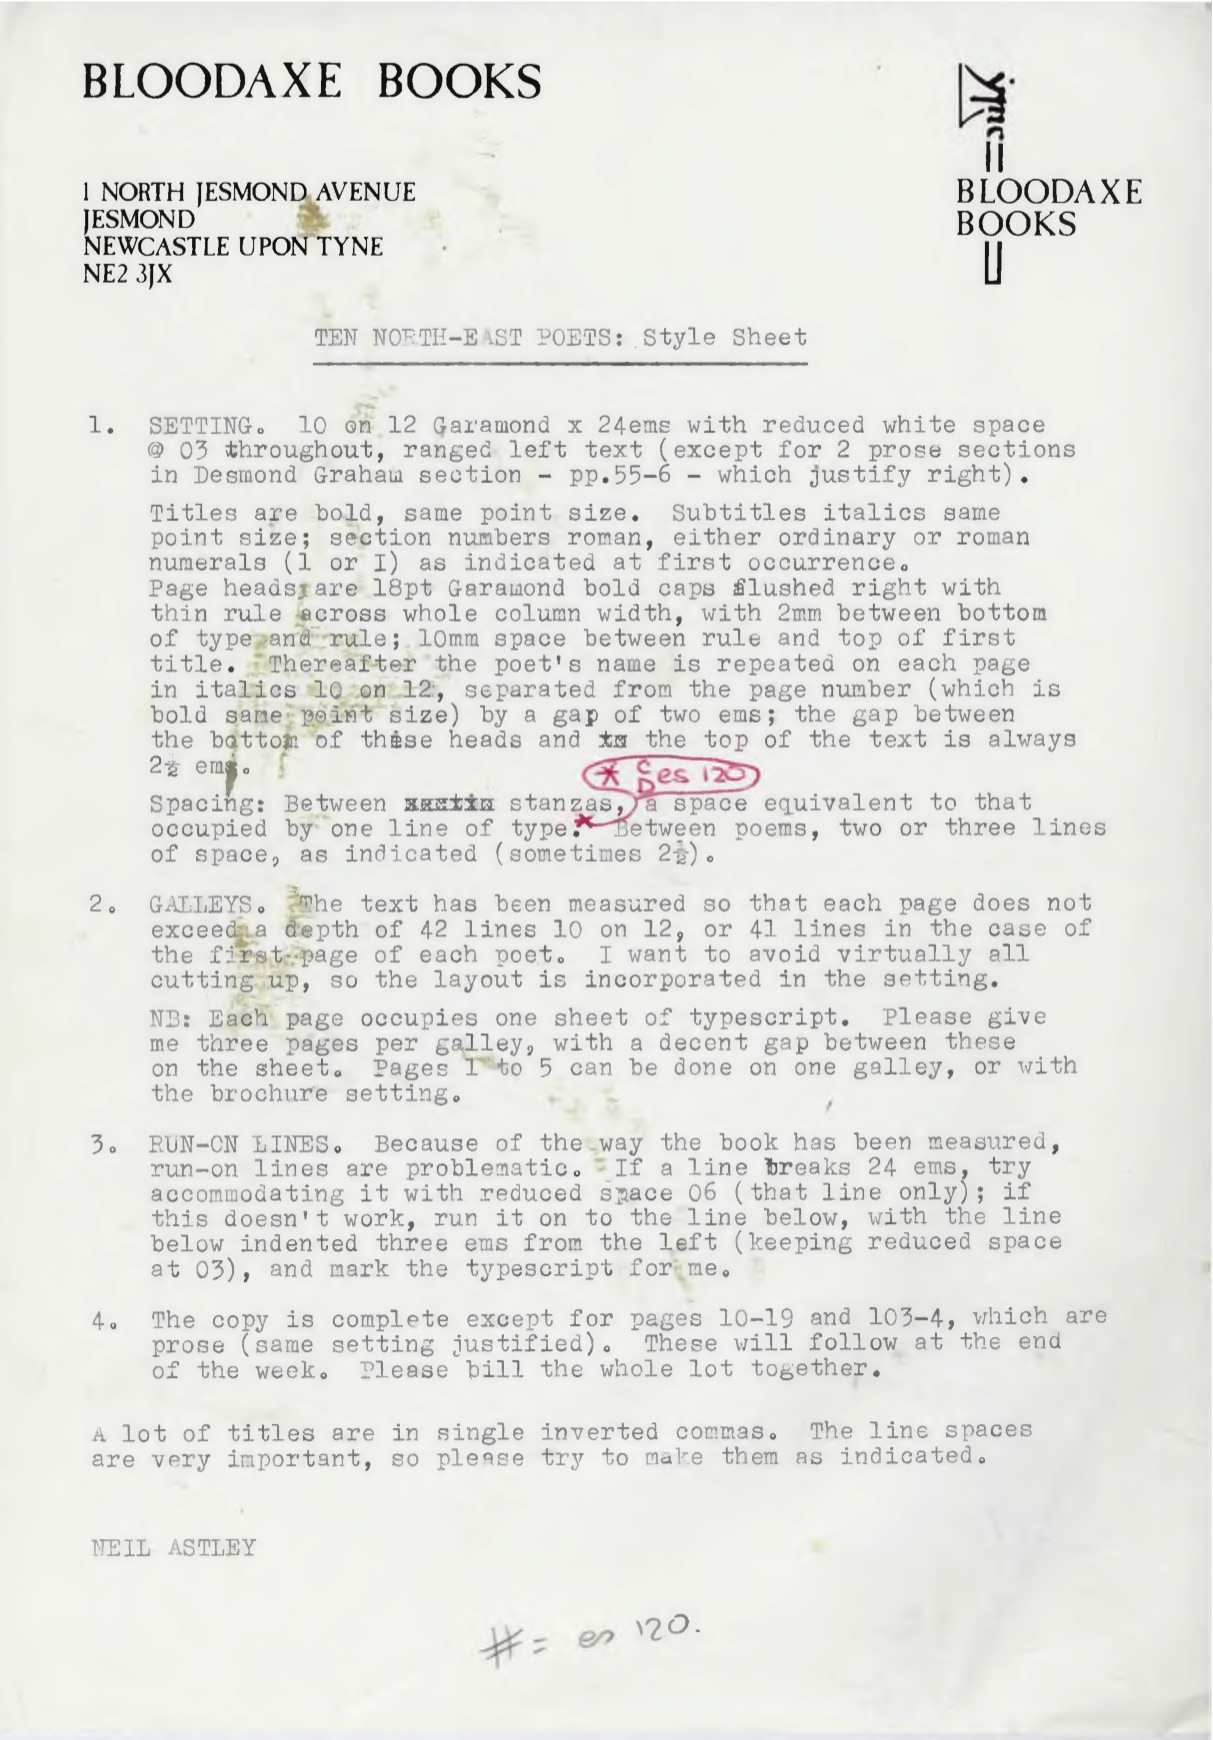 BLOODAXE BOOKS
1 NORTH JESMOND AVENUE
JESMOND
NEWCASTLE UPON TYNE
NE2 3JX
BLOODAXE
BOOKS
TEN NORTH-EAST POETS: Style Sheet
1. SETTING. 10 on 12 Garamond x 24ems with reduced white space
@ 03 throughout, ranged left text (except for 2 prose sections
in Desmond Graham section - pp.55-6 - which justify right).
Titles are bold, same point size. Subtitles italics same
point size; section numbers roman, either ordinary or roman
numerals (1 or I) as indicated at first occurrence.
Page heads are 18pt Garamond bold caps flushed right with
thin rule across whole column width, with 2mm between bottom
of type and rule; 10mm space between rule and top of first
title. Thereafter the poet's name is repeated on each page
in italics 10 on 12, separated from the page number (which is
bold same point size) by a gap of two ems; the gap between
the bottom of these heads and the top of the text is always
2½ ems.
* es 120
Spacing: Between stanzas, a space equivalent to that
occupied by one line of type.* Between poems, two or three lines
of space, as indicated (sometimes 2½).
2. GALLEYS. The text has been measured so that each page does not
exceed a depth of 42 lines 10 on 12, or 41 lines in the case of
the first page of each poet. I want to avoid virtually all
cutting up, so the layout is incorporated in the setting.
NB: Each page occupies one sheet of typescript. Please give
me three pages per galley, with a decent gap between these
on the sheet. Pages 1 to 5 can be done on one galley, or with
the brochure setting.
3. RUN-ON LINES. Because of the way the book has been measured,
run-on lines are problematic. If a line breaks 24 ems, try
accommodating it with reduced space 06 (that line only); if
this doesn't work, run it on to the line below, with the line
below indented three ems from the left (keeping reduced space
at 03), and mark the typescript for me.
4. The copy is complete except for pages 10-19 and 103-4, which are
prose (same setting justified). These will follow at the end
of the week. Please bill the whole lot together.
A lot of titles are in single inverted commas. The line spaces
are very important, so please try to make them as indicated.
NEIL ASTLEY
# = es 120.